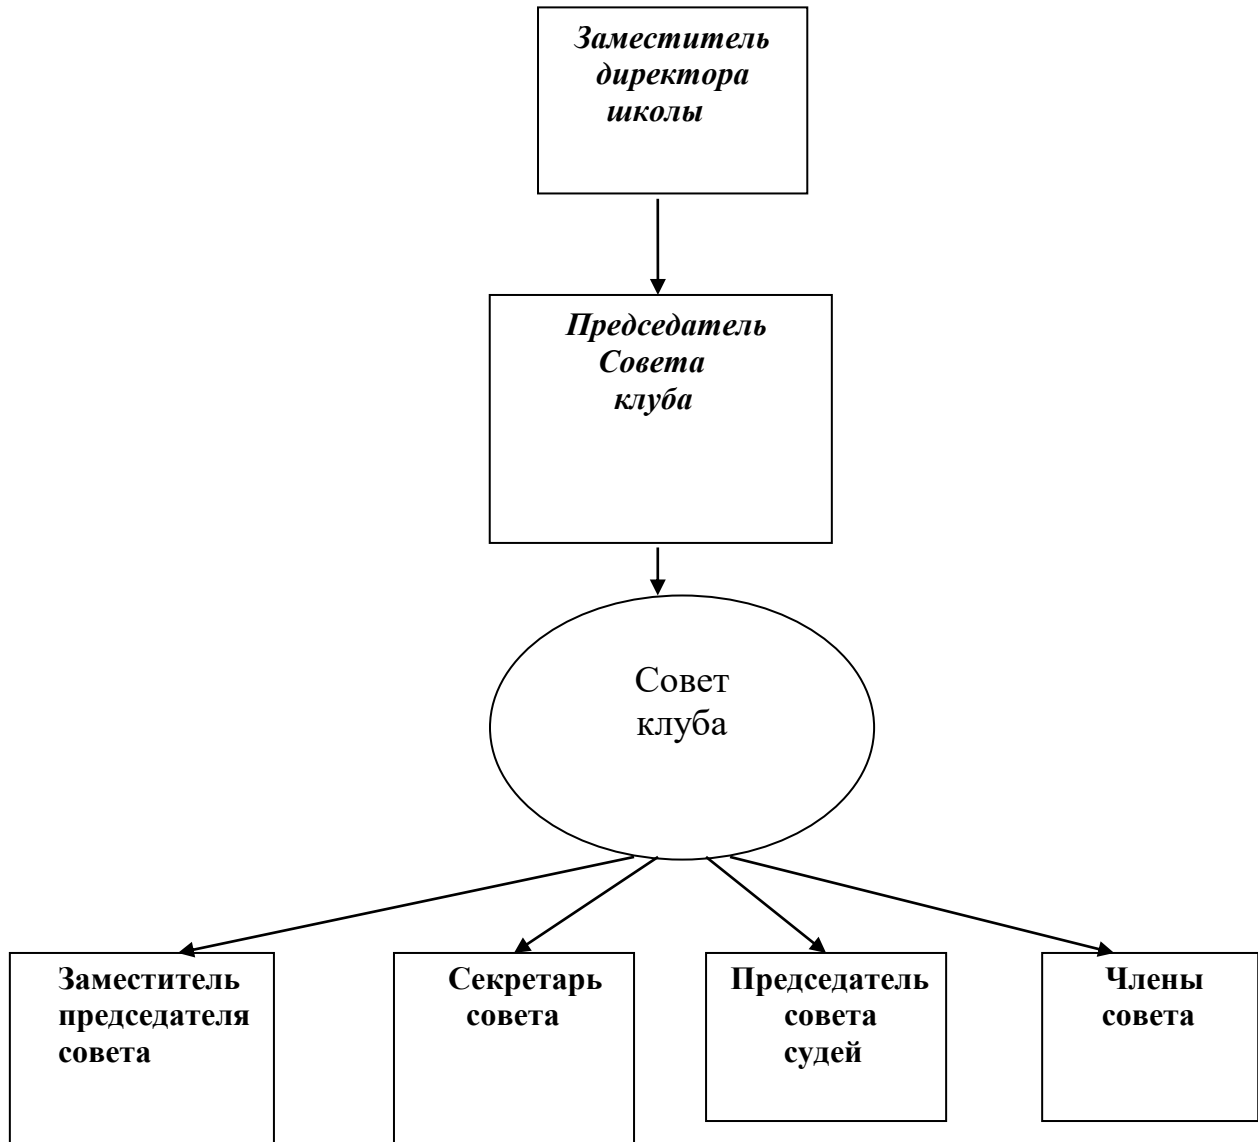 Заместитель
директора
школы
Председатель
Совета
клуба
Совет
клуба
Заместитель
председателя
совета
Секретарь
совета
Председатель
совета
судей
Члены
совета